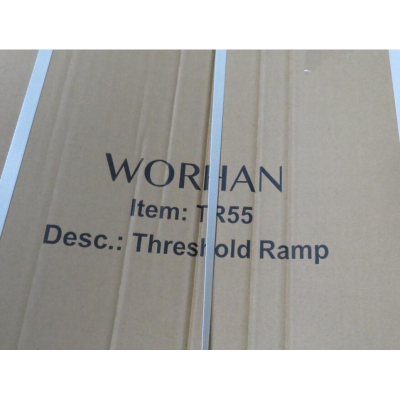 WORHAN
Item: TR55
Desc.: Threshold Ramp